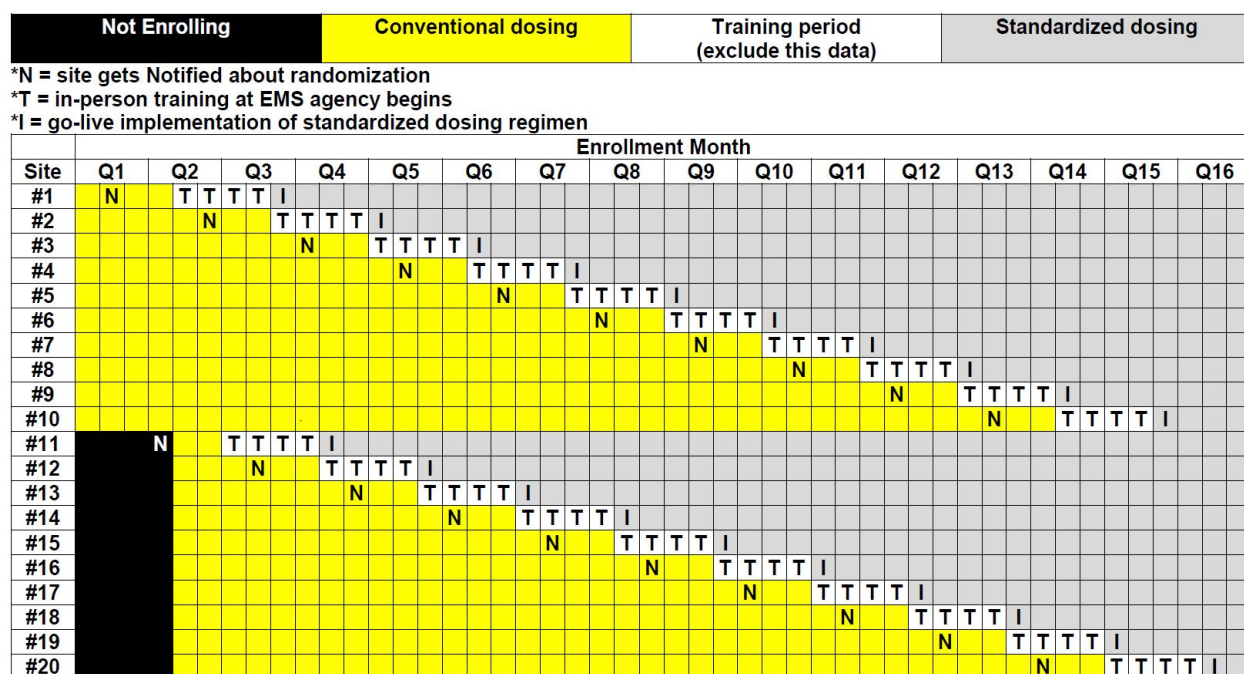 Not Enrolling Conventional dosing Training period Standardized dosing
(exclude this data)
*N = site gets Notified about randomization
*T = in-person training at EMS agency begins
*I = go-live implementation of standardized dosing regimen
Enrollment Month
Site Q1 Q2 Q3 Q4 Q5 Q6 Q7 Q8 Q9 Q10 Q11 Q12 Q13 Q14 Q15 Q16
#1 N T T T T I
#2 N T T T T I
#3 N T T T T I
#4 N T T T T I
#5 N T T T T I
#6 N T T T T I
#7 N T T T T I
#8 N T T T T I
#9 N T T T T I
#10 N T T T T I
#11 N T T T T I
#12 N T T T T I
#13 N T T T T I
#14 N T T T T I
#15 N T T T T I
#16 N T T T T I
#17 N T T T T I
#18 N T T T T I
#19 N T T T T I
#20 N T T T T I